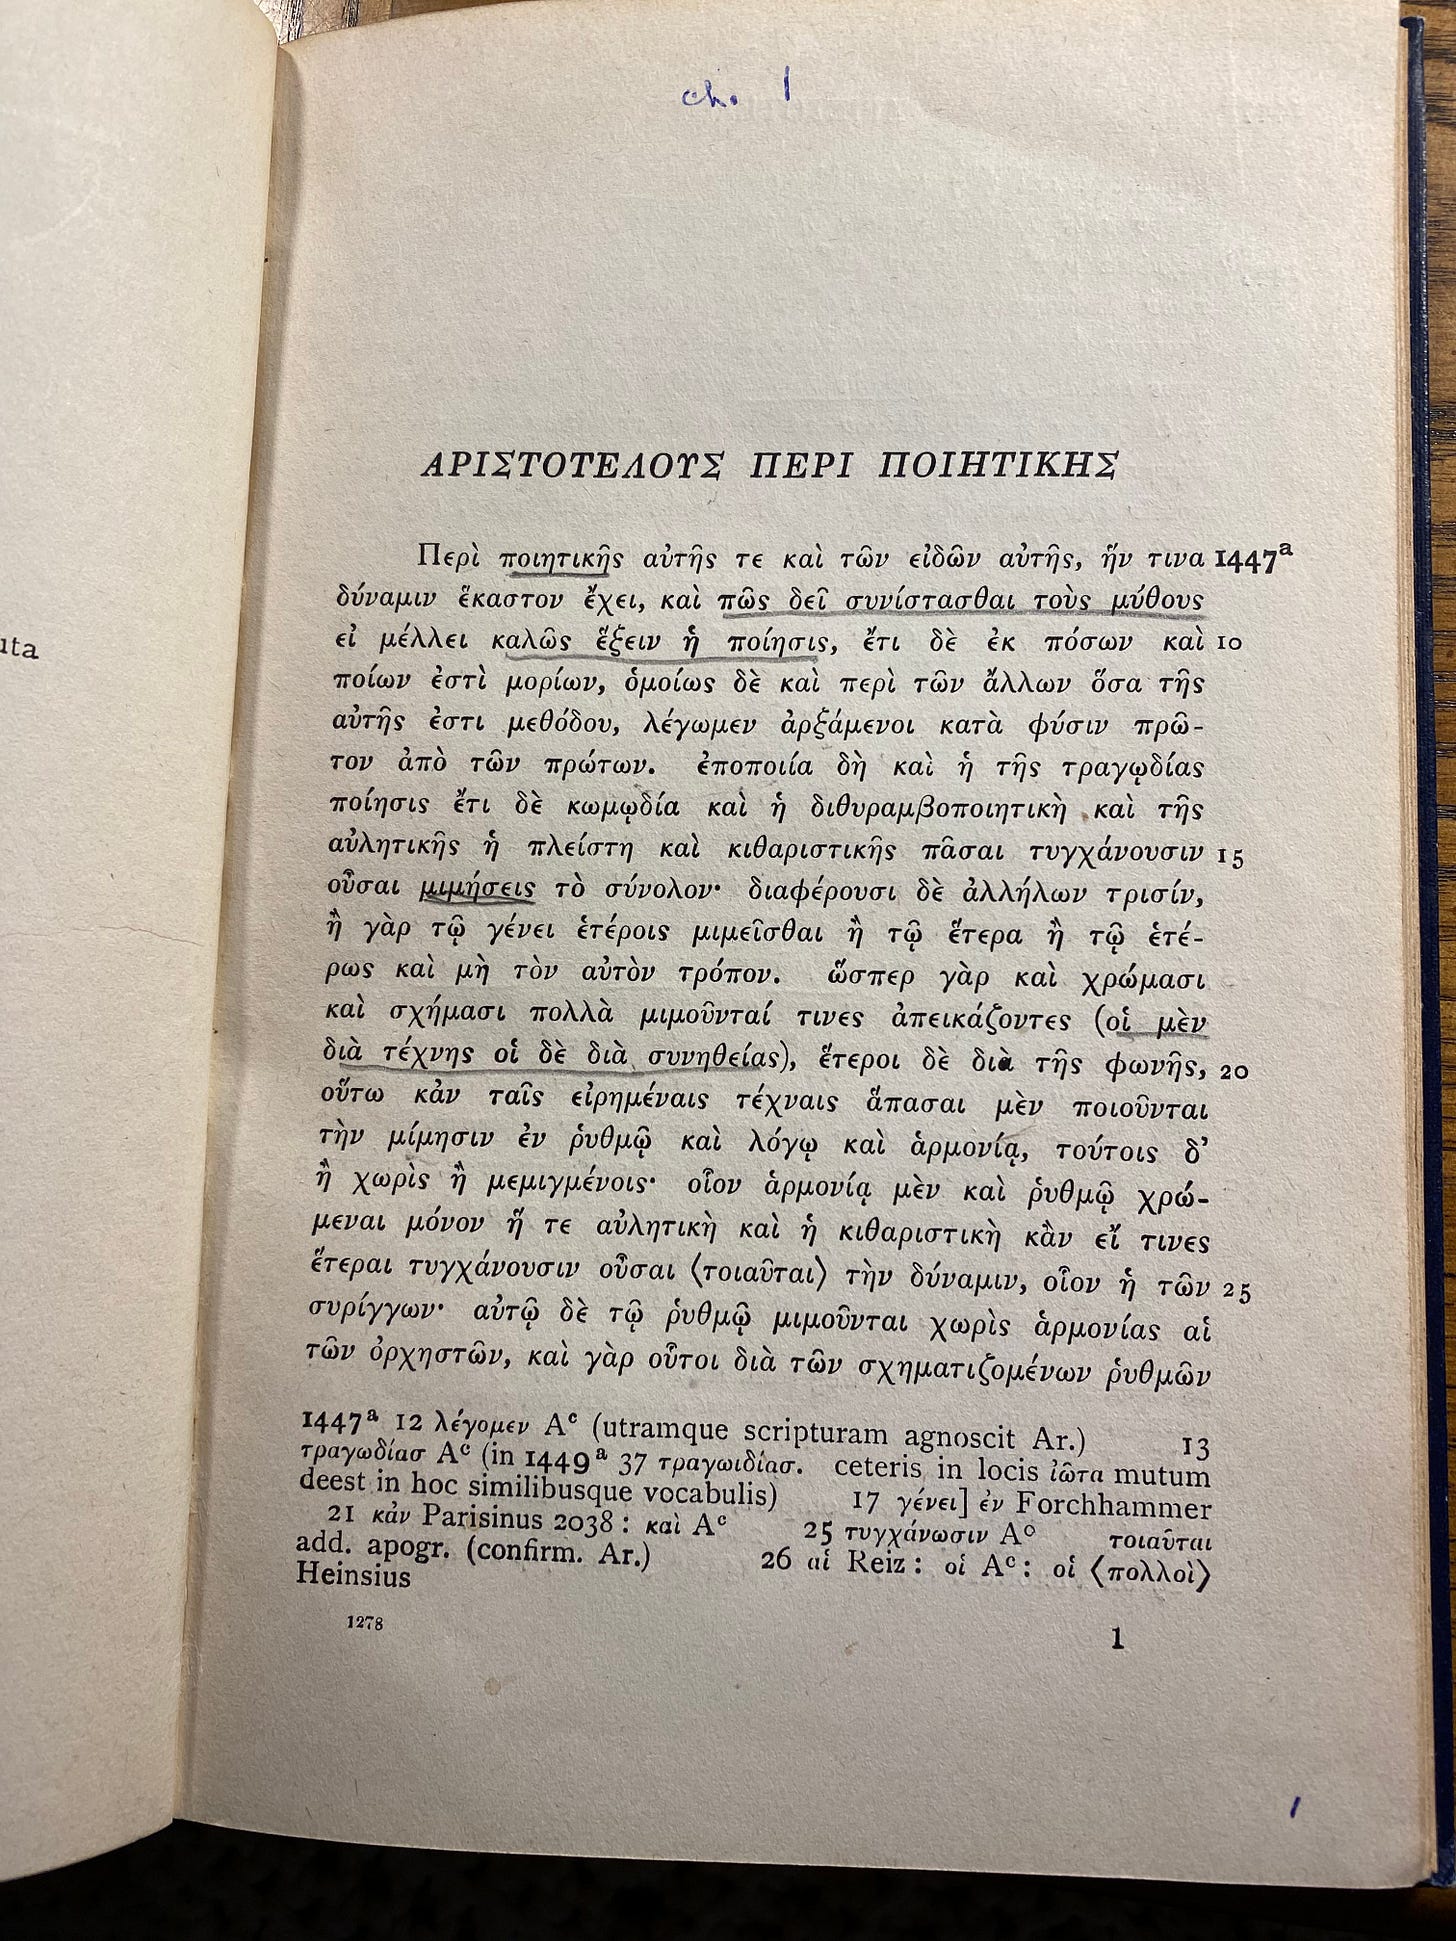 ch. 1
uta
ΑΡΙΣΤΟΤΕΛΟΥΣ ΠΕΡΙ ΠΟΙΗΤΙΚΗΣ
Περὶ ποιητικῆς αὐτῆς τε καὶ τῶν εἰδῶν αὐτῆς, ἥν τινα 1447ᵃ
δύναμιν ἕκαστον ἔχει, καὶ πῶς δεῖ συνίστασθαι τοὺς μύθους
εἰ μέλλει καλῶς ἕξειν ἡ ποίησις, ἔτι δὲ ἐκ πόσων καὶ 10
ποίων ἐστὶ μορίων, ὁμοίως δὲ καὶ περὶ τῶν ἄλλων ὅσα τῆς
αὐτῆς ἐστι μεθόδου, λέγωμεν ἀρξάμενοι κατὰ φύσιν πρῶ-
τον ἀπὸ τῶν πρώτων. ἐποποιία δὴ καὶ ἡ τῆς τραγῳδίας
ποίησις ἔτι δὲ κωμῳδία καὶ ἡ διθυραμβοποιητικὴ καὶ τῆς
αὐλητικῆς ἡ πλείστη καὶ κιθαριστικῆς πᾶσαι τυγχάνουσιν 15
οὖσαι μιμήσεις τὸ σύνολον· διαφέρουσι δὲ ἀλλήλων τρισίν,
ἢ γὰρ τῷ γένει ἑτέροις μιμεῖσθαι ἢ τῷ ἕτερα ἢ τῷ ἑτέ-
ρως καὶ μὴ τὸν αὐτὸν τρόπον. ὥσπερ γὰρ καὶ χρώμασι
καὶ σχήμασι πολλὰ μιμοῦνταί τινες ἀπεικάζοντες (οἱ μὲν
διὰ τέχνης οἱ δὲ διὰ συνηθείας), ἕτεροι δὲ διὰ τῆς φωνῆς, 20
οὕτω κἀν ταῖς εἰρημέναις τέχναις ἅπασαι μὲν ποιοῦνται
τὴν μίμησιν ἐν ῥυθμῷ καὶ λόγῳ καὶ ἁρμονίᾳ, τούτοις δ’
ἢ χωρὶς ἢ μεμιγμένοις· οἷον ἁρμονίᾳ μὲν καὶ ῥυθμῷ χρώ-
μεναι μόνον ἥ τε αὐλητικὴ καὶ ἡ κιθαριστικὴ κἂν εἴ τινες
ἕτεραι τυγχάνουσιν οὖσαι ⟨τοιαῦται⟩ τὴν δύναμιν, οἷον ἡ τῶν 25
συρίγγων· αὐτῷ δὲ τῷ ῥυθμῷ μιμοῦνται χωρὶς ἁρμονίας αἱ
τῶν ὀρχηστῶν, καὶ γὰρ οὗτοι διὰ τῶν σχηματιζομένων ῥυθμῶν
1447ᵃ 12 λέγομεν Aᶜ (utramque scripturam agnoscit Ar.) 13
τραγωδίασ Aᶜ (in 1449ᵃ 37 τραγωιδίασ. ceteris in locis ἰῶτα mutum
deest in hoc similibusque vocabulis) 17 γένει] ἐν Forchhammer
21 κἀν Parisinus 2038 : καὶ Aᶜ 25 τυγχάνωσιν Aᶜ τοιαῦται
add. apogr. (confirm. Ar.) 26 αἱ Reiz : οἱ Aᶜ : οἱ ⟨πολλοὶ⟩
Heinsius
1278 1
1